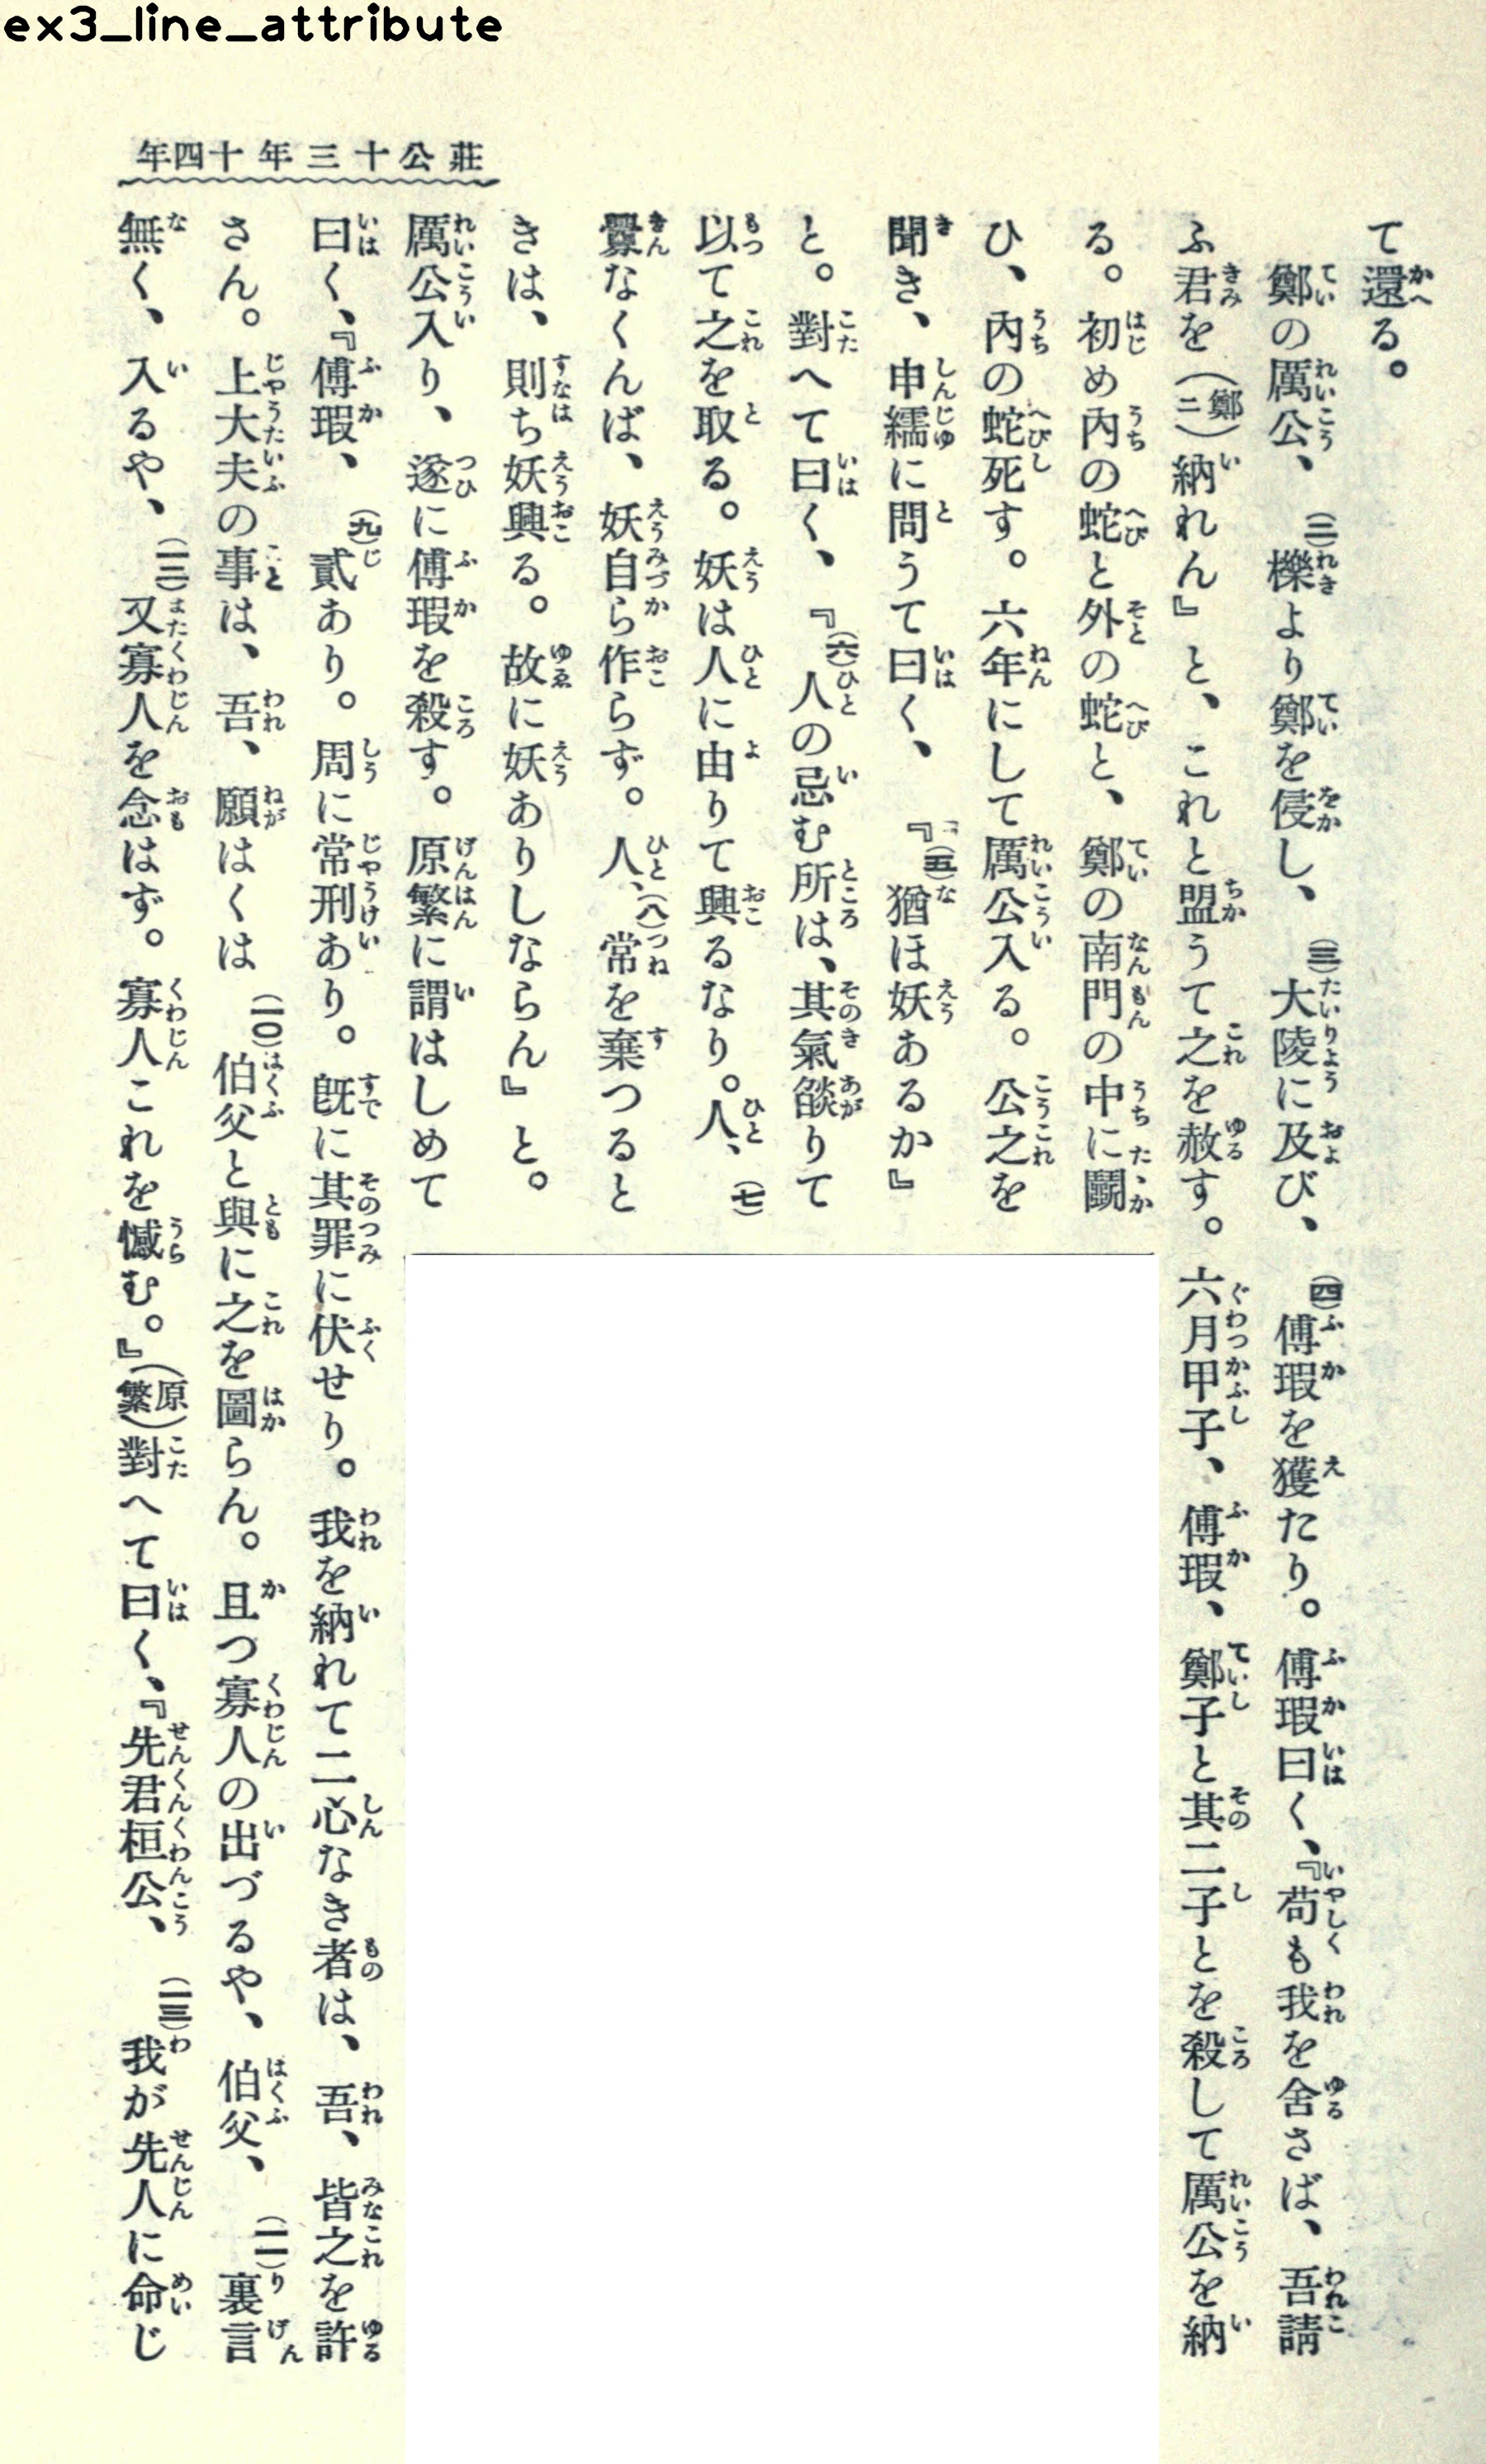 ex3_line_attribute
莊公十三年十四年
て還る。
鄭の厲公、(二)櫟より鄭を侵し、(三)大陵に及び、(四)傅瑕を獲たり。傅瑕曰く、『苟も我を舍さば、吾請
ふ君を(鄭ニ)納れん』と、これと盟うて之を赦す。六月甲子、傅瑕、鄭子と其二子とを殺して厲公を納
る。初め內の蛇と外の蛇と、鄭の南門の中に鬭
ひ、內の蛇死す。六年にして厲公入る。公之を
聞き、申繻に問うて曰く、『(五)猶ほ妖あるか』
と。對へて曰く、『(六)人の忌む所は、其氣燄りて
以て之を取る。妖は人に由りて興るなり。人、(七)
釁なくんば、妖自ら作らず。人、(八)常を棄つると
きは、則ち妖興る。故に妖ありしならん』と。
厲公入り、遂に傅瑕を殺す。原繁に謂はしめて
曰く、『傅瑕、(九)貳あり。周に常刑あり。旣に其罪に伏せり。我を納れて二心なき者は、吾、皆之を許
さん。上大夫の事は、吾、願はくは(一〇)伯父と與に之を圖らん。且つ寡人の出づるや、伯父、(一一)裏言
無く、入るや、(一二)又寡人を念はず。寡人これを憾む。』(原繁)對へて曰く、『先君桓公、(一三)我が先人に命じ